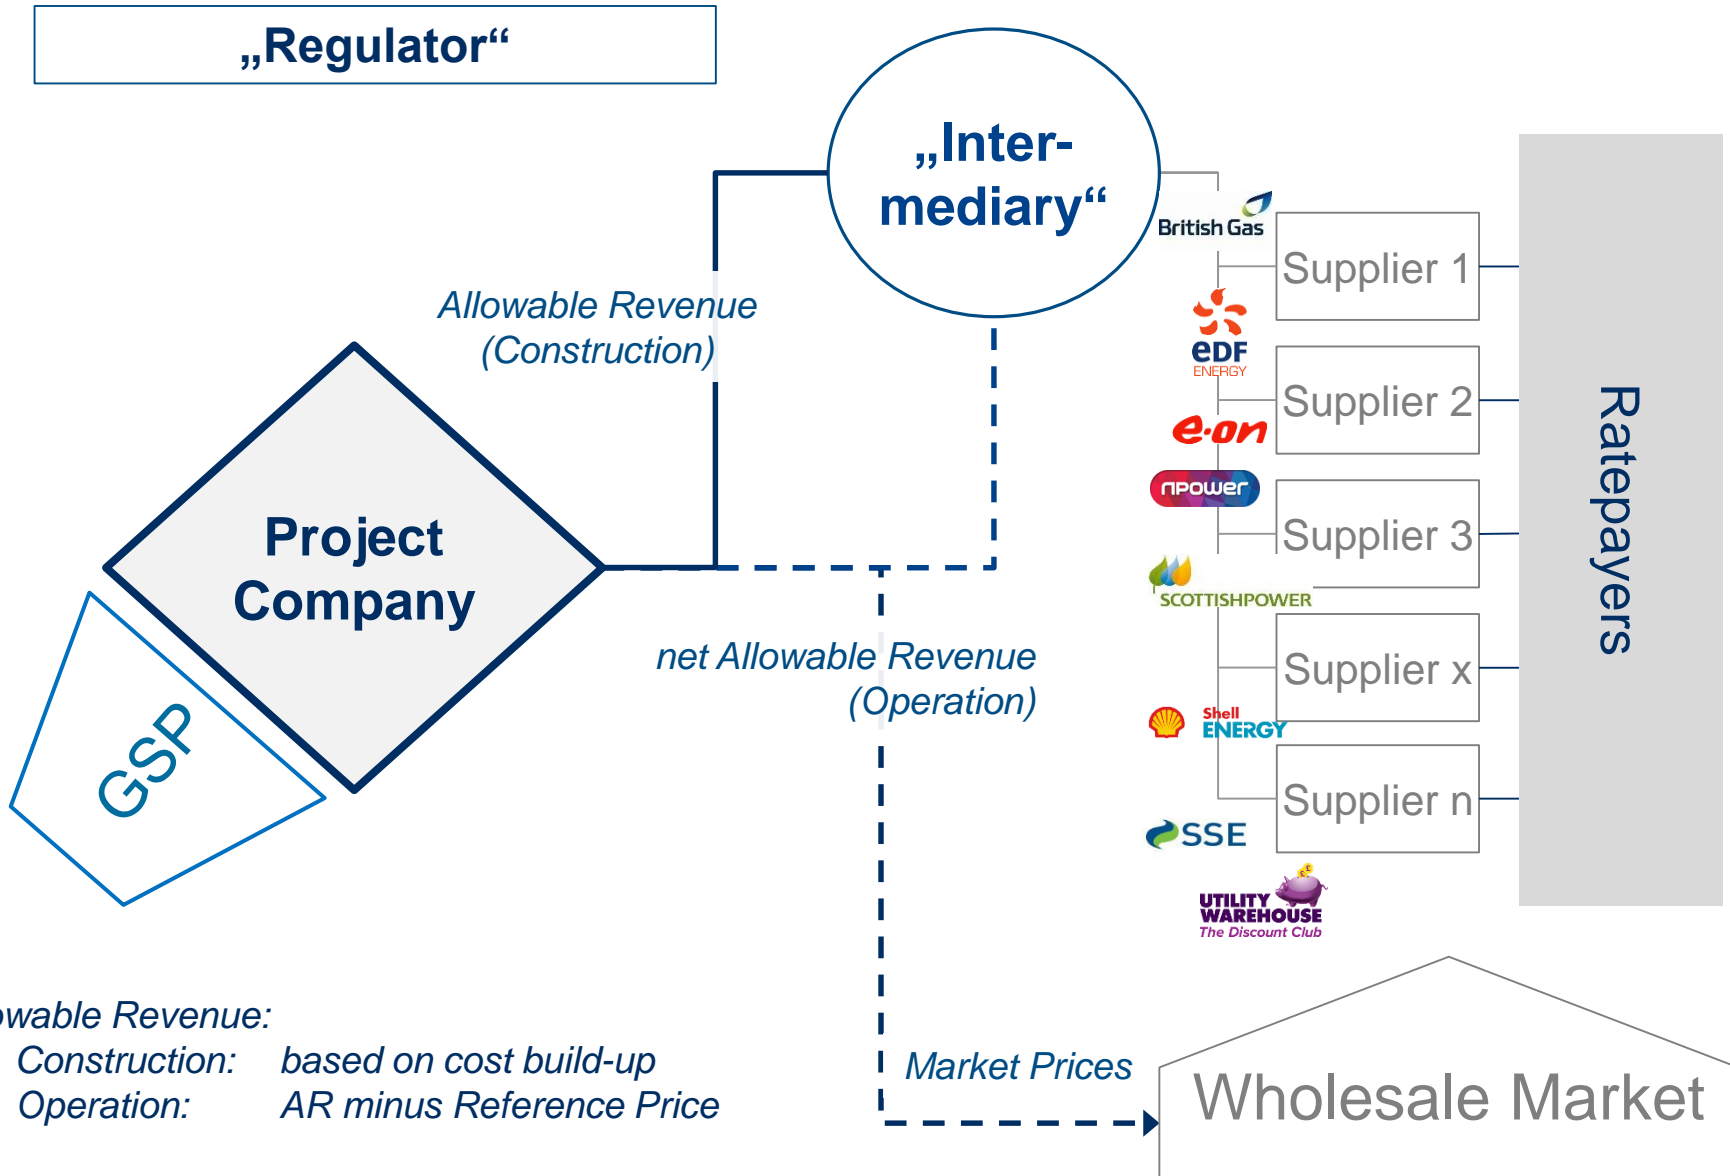 „Regulator“
„Inter-
mediary“
British Gas
Supplier 1
Allowable Revenue
(Construction)
eDF
ENERGY
Supplier 2
e·on
npower
Supplier 3
Ratepayers
Project
Company
SCOTTISHPOWER
net Allowable Revenue
(Operation)
Supplier x
GSP
Shell
ENERGY
Supplier n
SSE
UTILITY
WAREHOUSE
The Discount Club
owable Revenue:
Construction: based on cost build-up
Operation: AR minus Reference Price
Market Prices
Wholesale Market